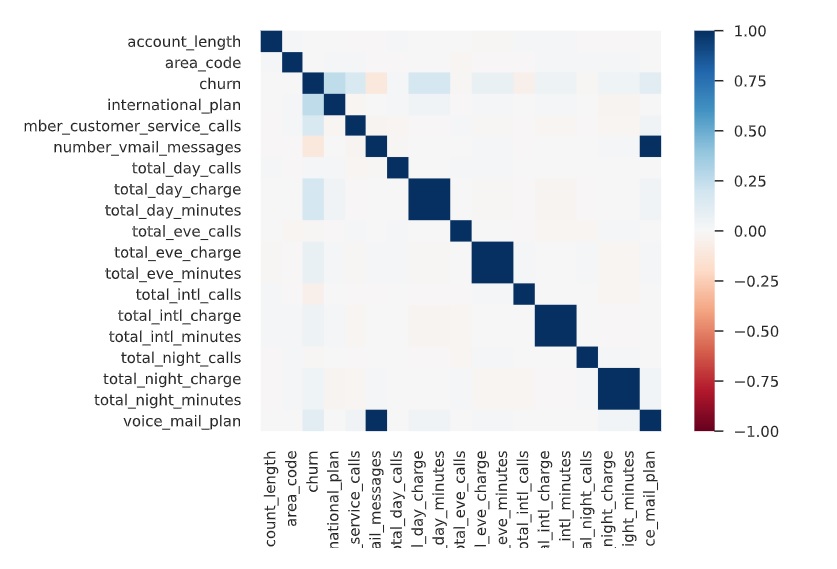 account_length
area_code
churn
international_plan
mber_customer_service_calls
number_vmail_messages
total_day_calls
total_day_charge
total_day_minutes
total_eve_calls
total_eve_charge
total_eve_minutes
total_intl_calls
total_intl_charge
total_intl_minutes
total_night_calls
total_night_charge
total_night_minutes
voice_mail_plan
1.00
0.75
0.50
0.25
0.00
−0.25
−0.50
−0.75
−1.00
count_length
area_code
churn
national_plan
_service_calls
ail_messages
otal_day_calls
l_day_charge
day_minutes
otal_eve_calls
l_eve_charge
_eve_minutes
otal_intl_calls
al_intl_charge
_intl_minutes
al_night_calls
night_charge
ight_minutes
ce_mail_plan